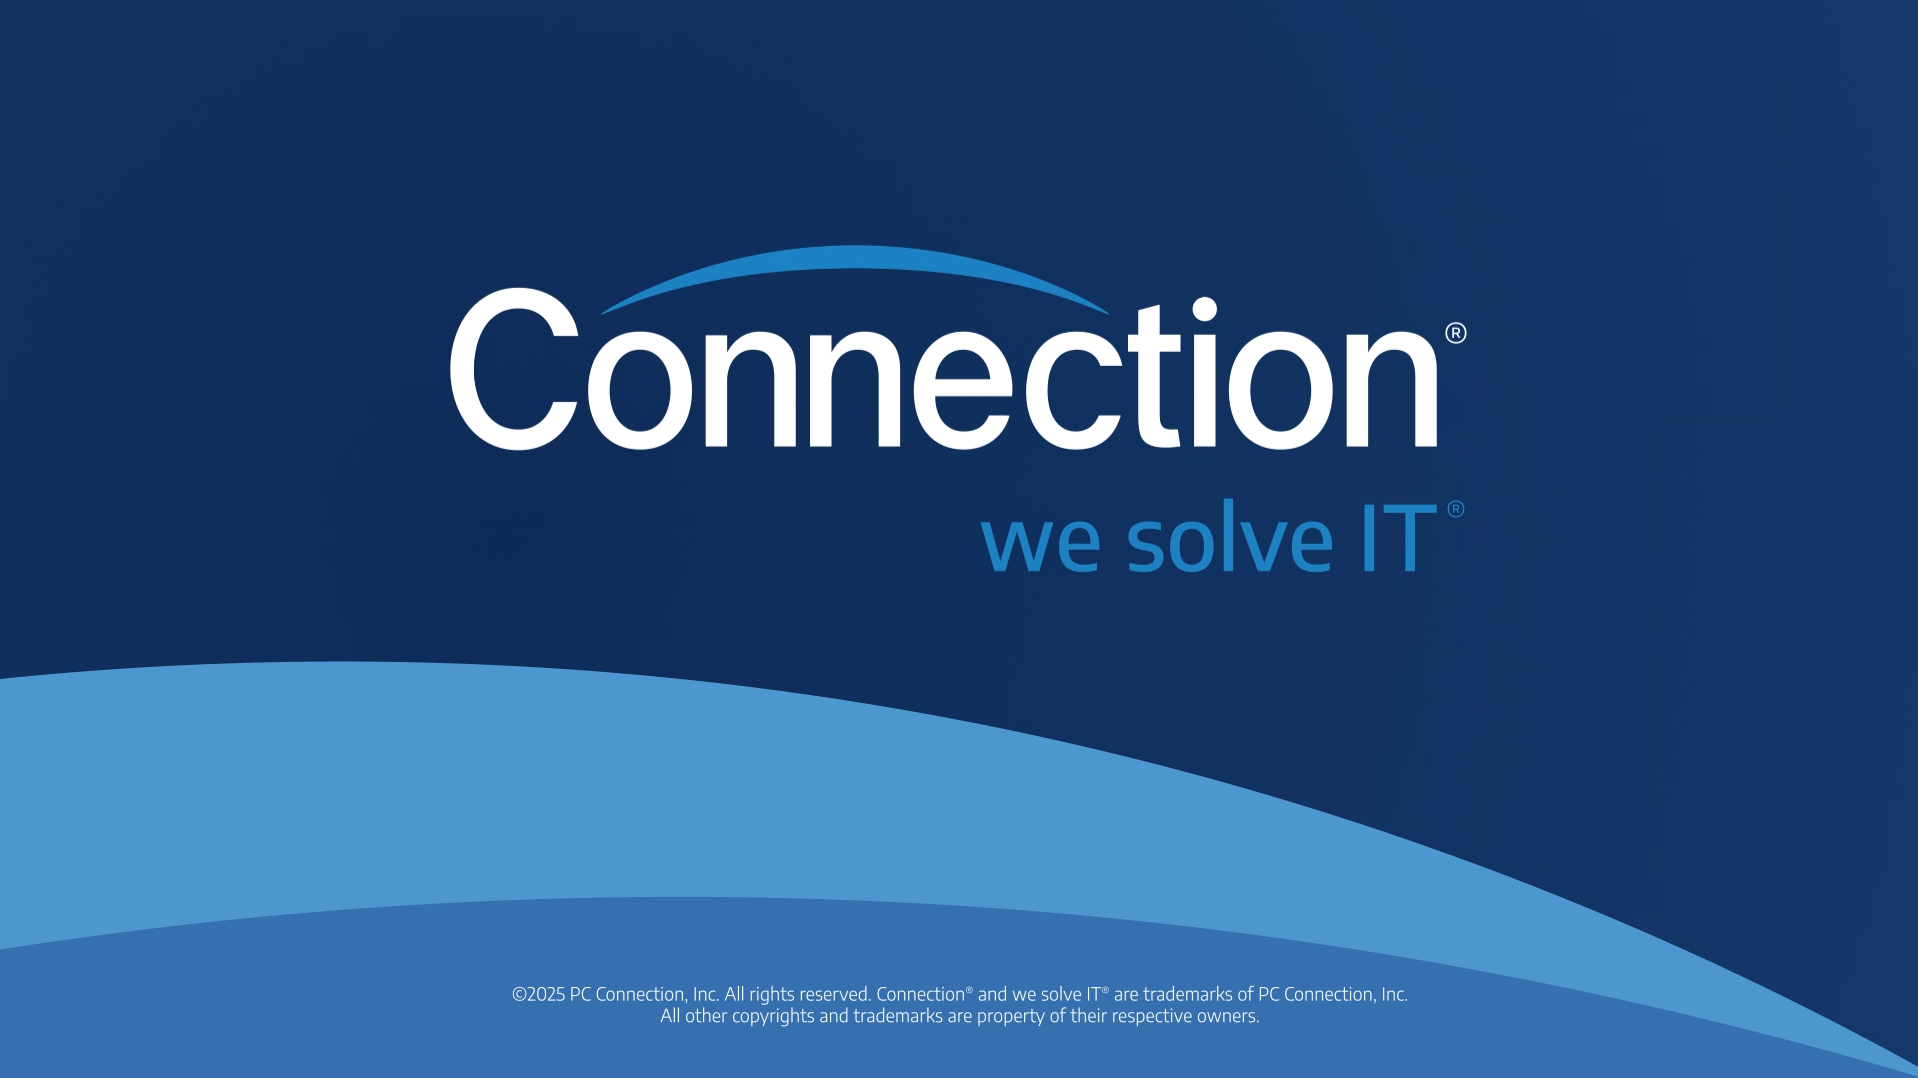 Connection®
we solve IT®
©2025 PC Connection, Inc. All rights reserved. Connection® and we solve IT® are trademarks of PC Connection, Inc.
All other copyrights and trademarks are property of their respective owners.